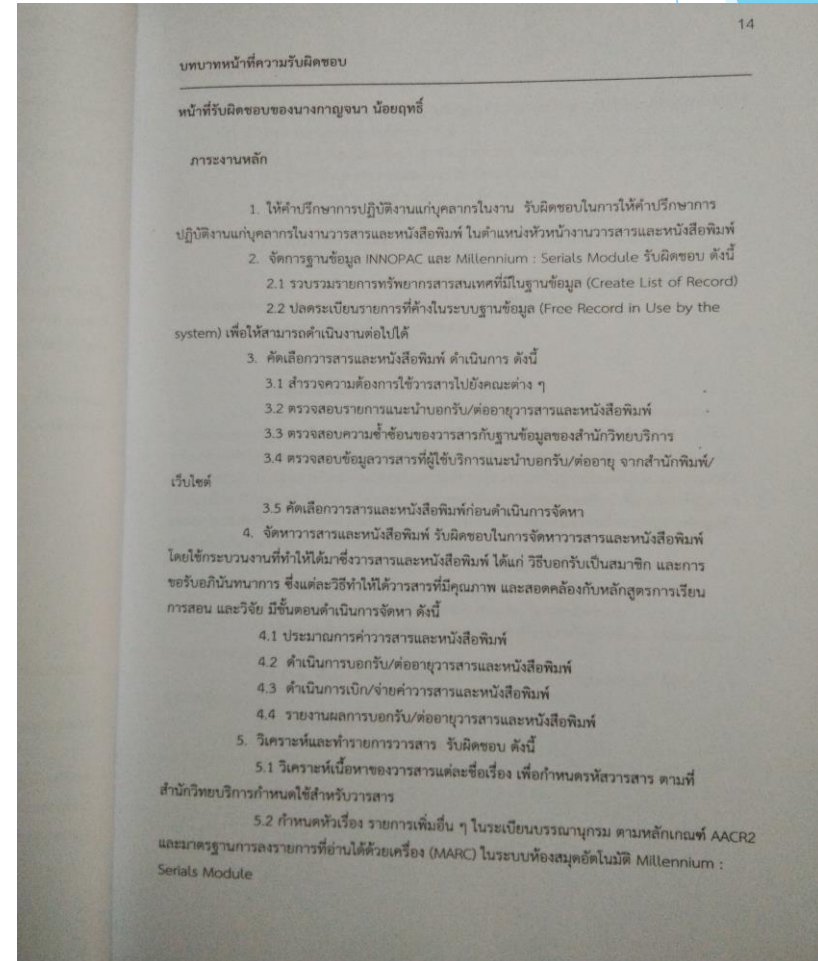 14
บทบาทหน้าที่ความรับผิดชอบ
หน้าที่รับผิดชอบของนางกาญจนา น้อยฤทธิ์
ภาระงานหลัก
1. ให้คำปรึกษาการปฏิบัติงานแก่บุคลากรในงาน รับผิดชอบในการให้คำปรึกษาการ
ปฏิบัติงานแก่บุคลากรในงานวารสารและหนังสือพิมพ์ ในตำแหน่งหัวหน้างานวารสารและหนังสือพิมพ์
2. จัดการฐานข้อมูล INNOPAC และ Millennium : Serials Module รับผิดชอบ ดังนี้
2.1 รวบรวมรายการทรัพยากรสารสนเทศที่มีในฐานข้อมูล (Create List of Record)
2.2 ปลดระเบียนรายการที่ค้างในระบบฐานข้อมูล (Free Record in Use by the
system) เพื่อให้สามารถดำเนินงานต่อไปได้
3. คัดเลือกวารสารและหนังสือพิมพ์ ดำเนินการ ดังนี้
3.1 สำรวจความต้องการใช้วารสารไปยังคณะต่าง ๆ
3.2 ตรวจสอบรายการแนะนำบอกรับ/ต่ออายุวารสารและหนังสือพิมพ์
3.3 ตรวจสอบความซ้ำซ้อนของวารสารกับฐานข้อมูลของสำนักวิทยบริการ
3.4 ตรวจสอบข้อมูลวารสารที่ผู้ใช้บริการแนะนำบอกรับ/ต่ออายุ จากสำนักพิมพ์/
เว็บไซต์
3.5 คัดเลือกวารสารและหนังสือพิมพ์ก่อนดำเนินการจัดหา
4. จัดหาวารสารและหนังสือพิมพ์ รับผิดชอบในการจัดหาวารสารและหนังสือพิมพ์
โดยใช้กระบวนงานที่ทำให้ได้มาซึ่งวารสารและหนังสือพิมพ์ ได้แก่ วิธีบอกรับเป็นสมาชิก และการ
ขอรับอภินันทนาการ ซึ่งแต่ละวิธีทำให้ได้วารสารที่มีคุณภาพ และสอดคล้องกับหลักสูตรการเรียน
การสอน และวิจัย มีขั้นตอนดำเนินการจัดหา ดังนี้
4.1 ประมาณการค่าวารสารและหนังสือพิมพ์
4.2 ดำเนินการบอกรับ/ต่ออายุวารสารและหนังสือพิมพ์
4.3 ดำเนินการเบิก/จ่ายค่าวารสารและหนังสือพิมพ์
4.4 รายงานผลการบอกรับ/ต่ออายุวารสารและหนังสือพิมพ์
5. วิเคราะห์และทำรายการวารสาร รับผิดชอบ ดังนี้
5.1 วิเคราะห์เนื้อหาของวารสารแต่ละชื่อเรื่อง เพื่อกำหนดรหัสวารสาร ตามที่
สำนักวิทยบริการกำหนดใช้สำหรับวารสาร
5.2 กำหนดหัวเรื่อง รายการเพิ่มอื่น ๆ ในระเบียนบรรณานุกรม ตามหลักเกณฑ์ AACR2
และมาตรฐานการลงรายการที่อ่านได้ด้วยเครื่อง (MARC) ในระบบห้องสมุดอัตโนมัติ Millennium :
Serials Module